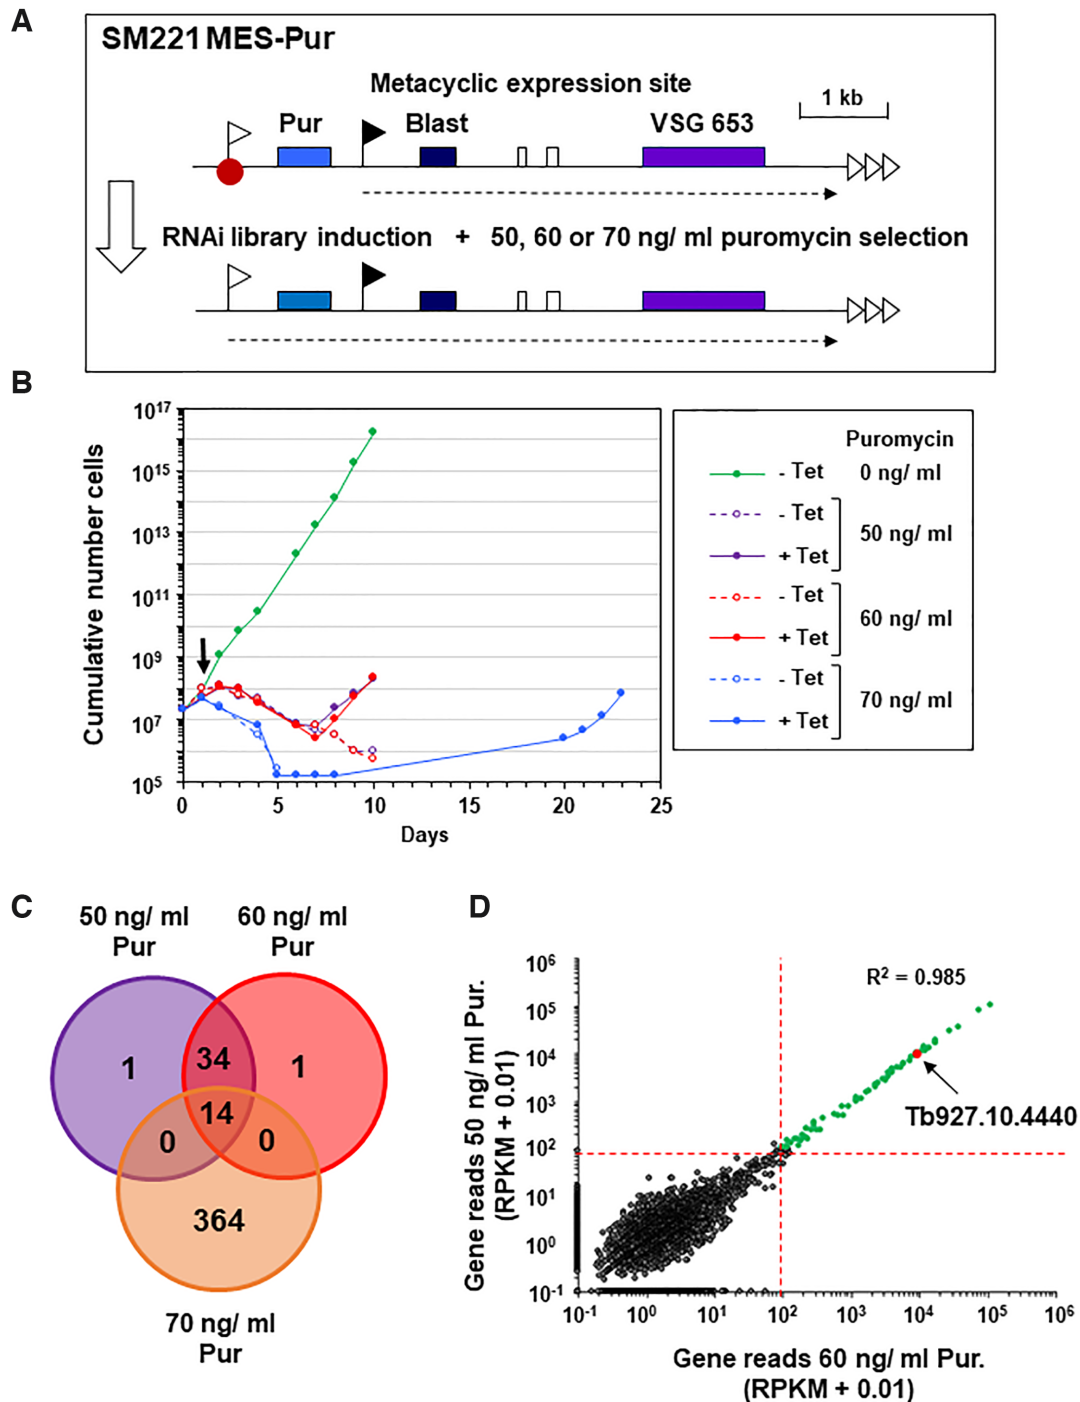 A
SM221 MES-Pur
Metacyclic expression site
1 kb
Pur
Blast
VSG 653
RNAi library induction + 50, 60 or 70 ng/ ml puromycin selection
B
Cumulative number cells
10^17
10^15
10^13
10^11
10^9
10^7
10^5
0 5 10 15 20 25
Days
Puromycin
- Tet 0 ng/ ml
- Tet
50 ng/ ml
+ Tet
- Tet
60 ng/ ml
+ Tet
- Tet
70 ng/ ml
+ Tet
C
50 ng/ ml
Pur
60 ng/ ml
Pur
1
34
1
14
0
0
364
70 ng/ ml
Pur
D
Gene reads 50 ng/ ml Pur.
(RPKM + 0.01)
10^6
10^5
10^4
10^3
10^2
10^1
10^0
10^-1
R^2 = 0.985
Tb927.10.4440
10^-1 10^0 10^1 10^2 10^3 10^4 10^5 10^6
Gene reads 60 ng/ ml Pur.
(RPKM + 0.01)